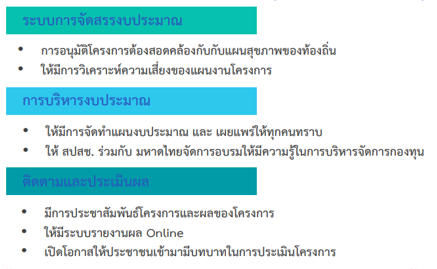 ระบบการจัดสรรงบประมาณ
• การอนุมัติโครงการต้องสอดคล้องกับกับแผนสุขภาพของท้องถิ่น
• ให้มีการวิเคราะห์ความเสี่ยงของแผนงานโครงการ
การบริหารงบประมาณ
• ให้มีการจัดทำแผนงบประมาณ และ เผยแพร่ให้ทุกคนทราบ
• ให้ สปสช. ร่วมกับ มหาดไทยจัดการอบรมให้มีความรู้ในการบริหารจัดการกองทุน
ติดตามและประเมินผล
• มีการประชาสัมพันธ์โครงการและผลของโครงการ
• ให้มีระบบรายงานผล Online
• เปิดโอกาสให้ประชาชนเข้ามามีบทบาทในการประเมินโครงการ